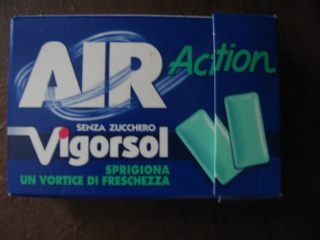 AIR Action
SENZA ZUCCHERO
Vigorsol
SPRIGIONA
UN VORTICE DI FRESCHEZZA